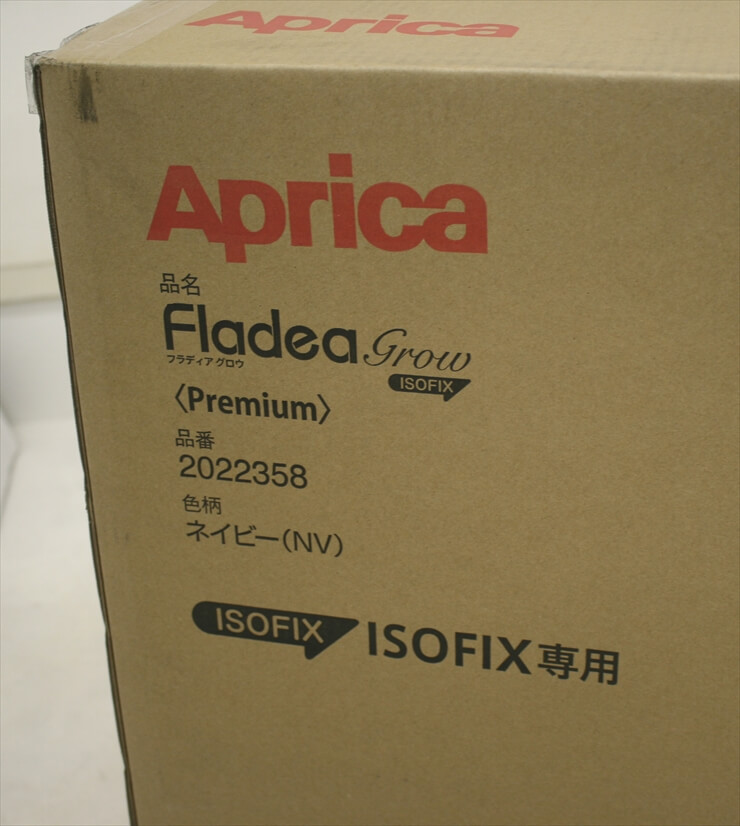 Aprica
Aprica
品名
Fladea Grow
フラディア グロウ
ISOFIX
〈Premium〉
品番
2022358
色柄
ネイビー(NV)
ISOFIX ISOFIX専用